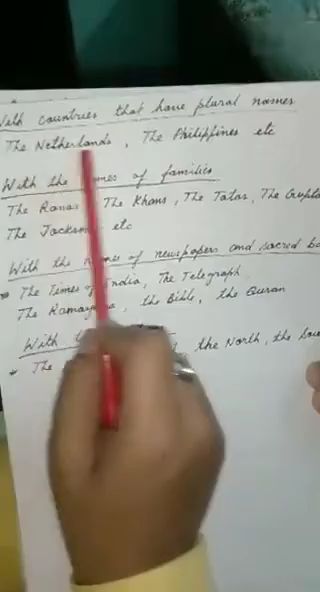 With countries that have plural names
The Netherlands, The Philippines etc
With the names of families
The Ranas, The Khans, The Tatas, The
The Jacksons etc
With the names of newspapers and sacred
The Times of India, The Telegraph
The Ramayana, the Bible, the Quran
With the North, the
* The